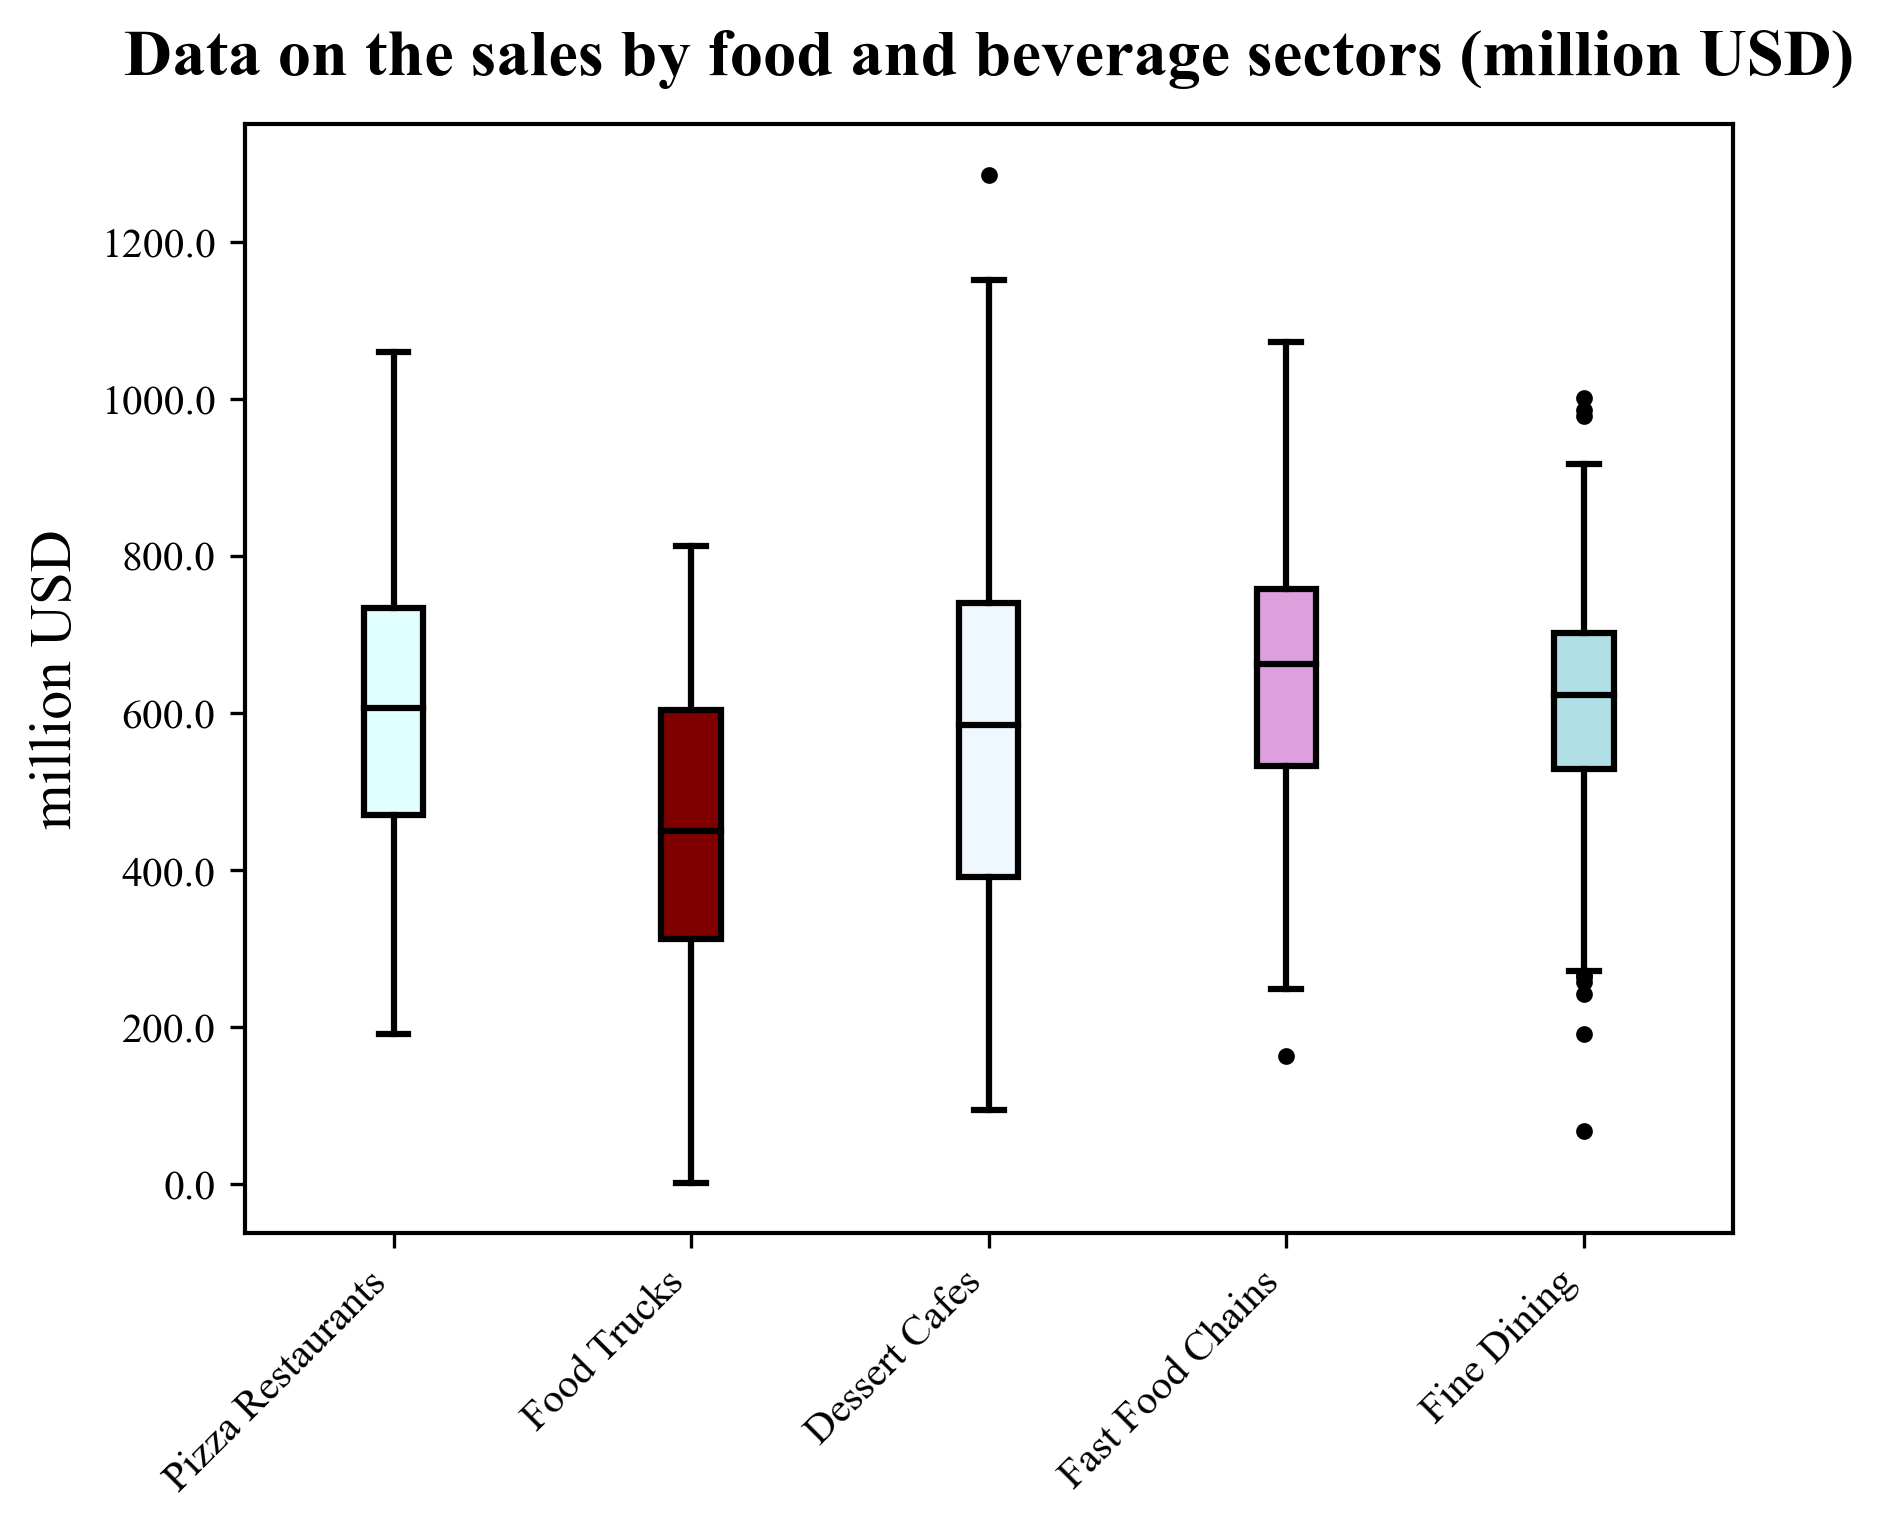 Data on the sales by food and beverage sectors (million USD)
million USD
1200.0
1000.0
800.0
600.0
400.0
200.0
0.0
Pizza Restaurants
Food Trucks
Dessert Cafes
Fast Food Chains
Fine Dining